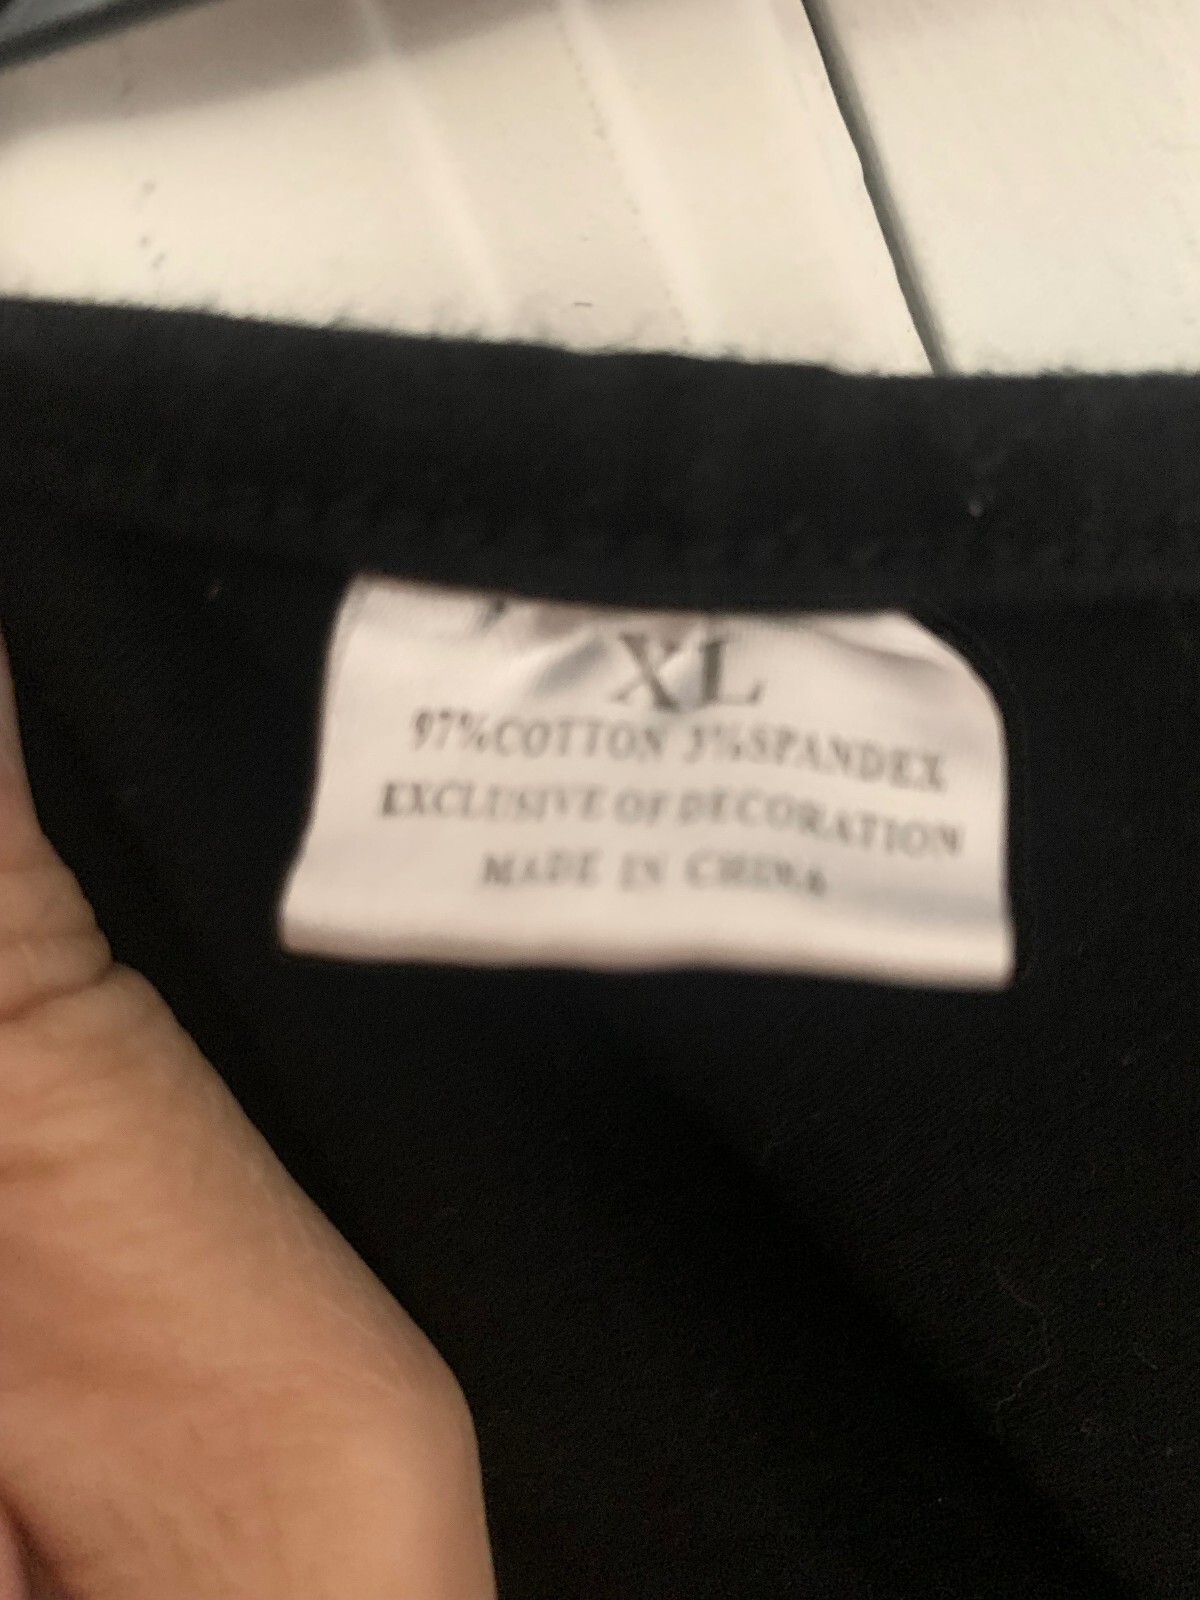 XL
97%COTTON 3%SPANDEX
EXCLUSIVE OF DECORATION
MADE IN CHINA